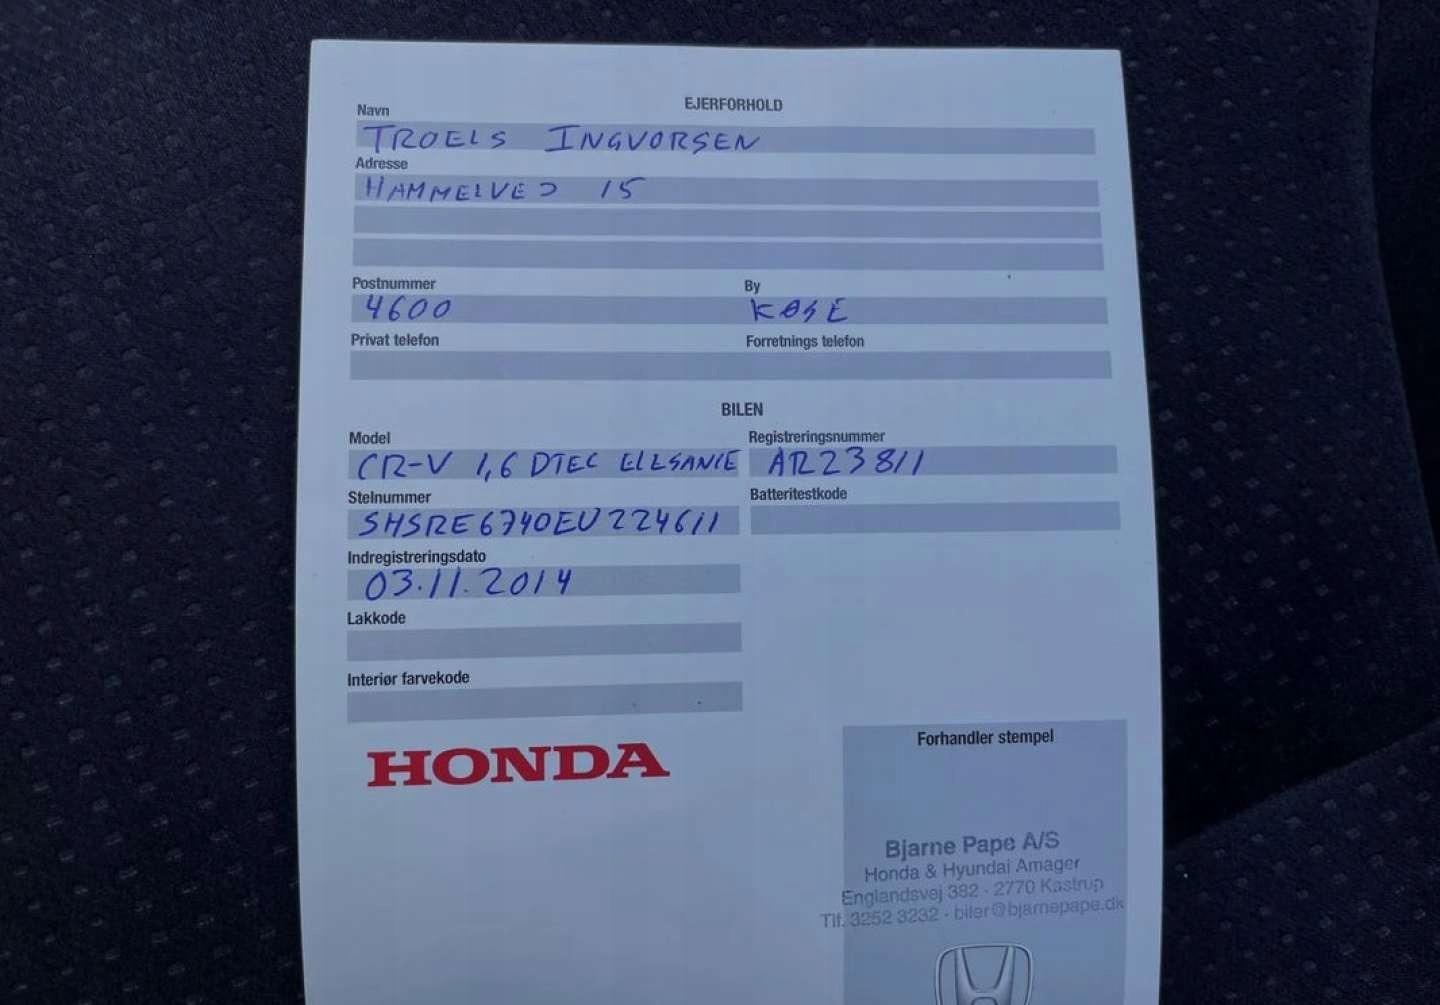 EJERFORHOLD
Navn
TROELS INGVORSEN
Adresse
HAMMELVED 15
Postnummer By
4600 KØGE
Privat telefon Forretnings telefon
BILEN
Model Registreringsnummer
CR-V 1,6 DTEC ELEGANCE AR23811
Stelnummer Batteritestkode
SHSRE6740EU224611
Indregistreringsdato
03.11.2014
Lakkode
Interiør farvekode
HONDA
Forhandler stempel
Bjarne Pape A/S
Honda & Hyundai Amager
Englandsvej 382 · 2770 Kastrup
Tlf. 3252 3232 · biler@bjarnepape.dk